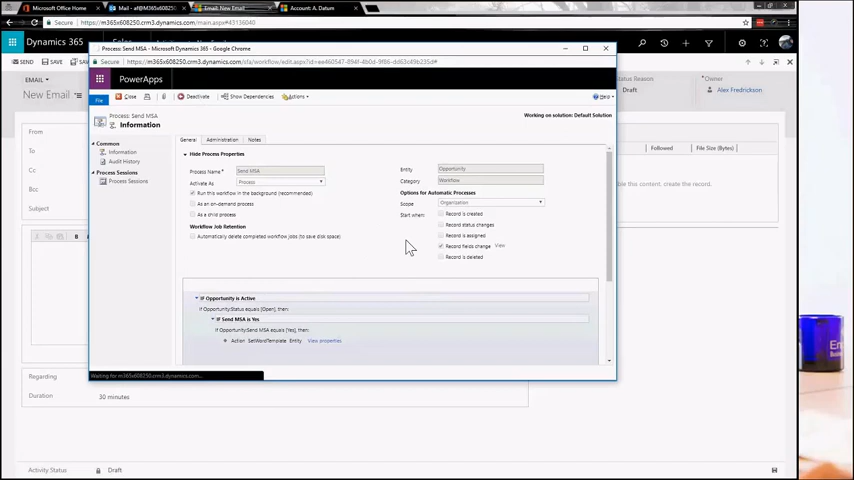 Microsoft Office Home
Mail - af@m365x608250.o
Email: New Email
Account: A. Datum
Secure
https://m365x608250.crm3.dynamics.com/main.aspx#43136040
Dynamics 365
Sales
SEND
SAVE
EMAIL
New Email
Status Reason
Draft
Owner
Alex Fredrickson
From
To
Cc
Bcc
Subject
Followed
File Size (Bytes)
create the record.
B
Regarding
Duration
30 minutes
Activity Status
Draft
Process: Send MSA - Microsoft Dynamics 365 - Google Chrome
Secure
https://m365x608250.crm3.dynamics.com/sfa/workflow/edit.aspx?id=ee460547-894f-4b0d-9f86-dd63c49b235d#
PowerApps
File
Close
Deactivate
Show Dependencies
Actions
Help
Process: Send MSA
Information
Working on solution: Default Solution
Common
Information
Audit History
Process Sessions
Process Sessions
General
Administration
Notes
Hide Process Properties
Process Name *
Send MSA
Activate As
Process
Run this workflow in the background (recommended)
As an on-demand process
As a child process
Workflow Job Retention
Automatically delete completed workflow jobs (to save disk space)
Entity
Opportunity
Category
Workflow
Options for Automatic Processes
Scope
Organization
Start when:
Record is created
Record status changes
Record is assigned
Record fields change
View
Record is deleted
IF Opportunity is Active
If Opportunity:Status equals [Open], then:
IF Send MSA is Yes
If Opportunity:Send MSA equals [Yes], then:
Action SetWordTemplate Entity View properties
Waiting for m365x608250.crm3.dynamics.com...